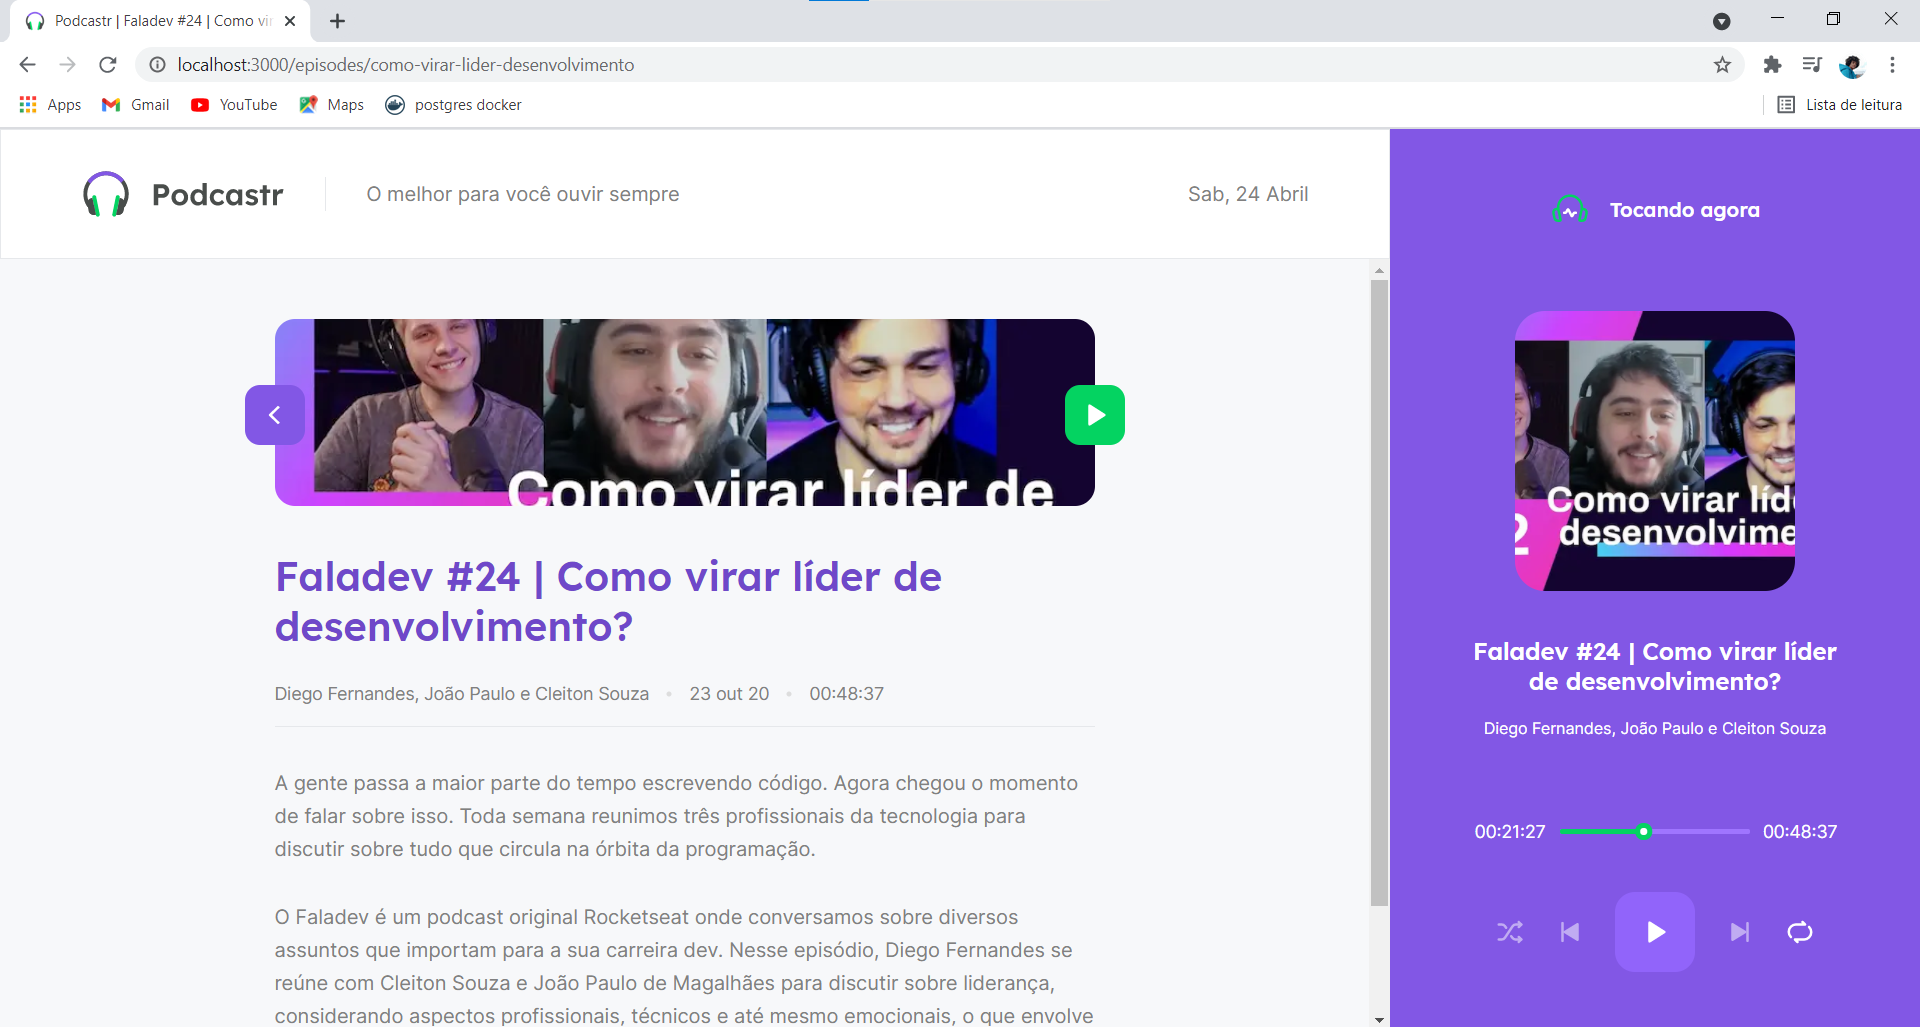 Podcastr | Faladev #24 | Como vir
localhost:3000/episodes/como-virar-lider-desenvolvimento
Apps
Gmail
YouTube
Maps
postgres docker
Lista de leitura
Podcastr
O melhor para você ouvir sempre
Sab, 24 Abril
Como virar líder de
Faladev #24 | Como virar líder de
desenvolvimento?
Diego Fernandes, João Paulo e Cleiton Souza • 23 out 20 • 00:48:37
A gente passa a maior parte do tempo escrevendo código. Agora chegou o momento
de falar sobre isso. Toda semana reunimos três profissionais da tecnologia para
discutir sobre tudo que circula na órbita da programação.
O Faladev é um podcast original Rocketseat onde conversamos sobre diversos
assuntos que importam para a sua carreira dev. Nesse episódio, Diego Fernandes se
reúne com Cleiton Souza e João Paulo de Magalhães para discutir sobre liderança,
considerando aspectos profissionais, técnicos e até mesmo emocionais, o que envolve
Tocando agora
Como virar líd
2 desenvolvime
Faladev #24 | Como virar líder
de desenvolvimento?
Diego Fernandes, João Paulo e Cleiton Souza
00:21:27
00:48:37